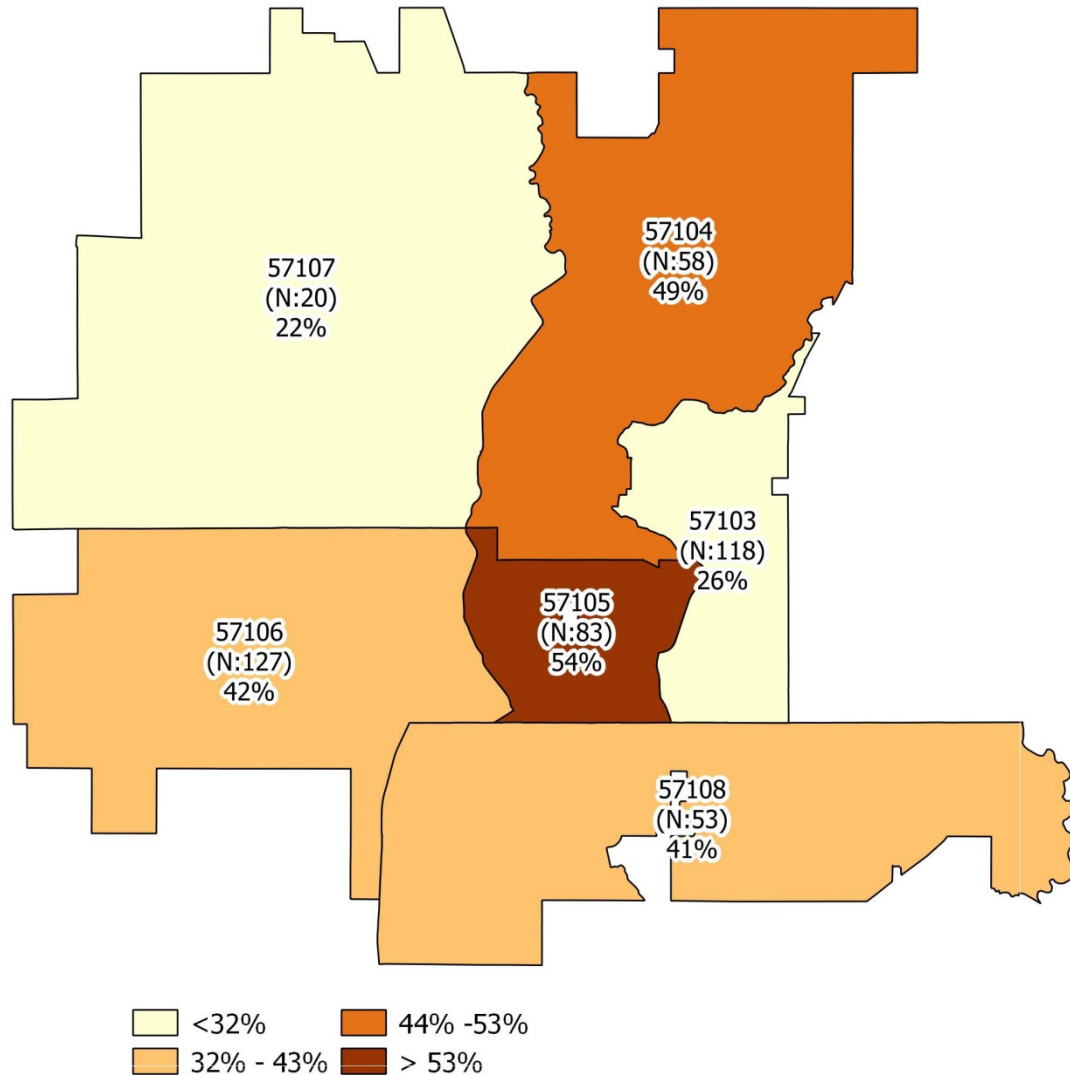 57104
(N:58)
49%
57107
(N:20)
22%
57103
(N:118)
26%
57105
(N:83)
54%
57106
(N:127)
42%
57108
(N:53)
41%
<32%
44% -53%
32% - 43%
> 53%